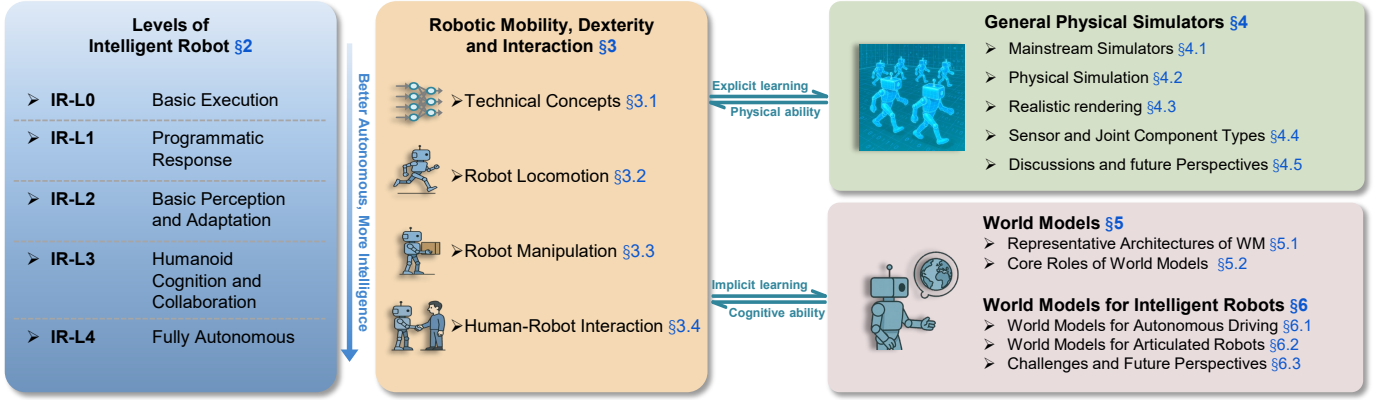 Levels of
Intelligent Robot §2
➢ IR-L0 Basic Execution
➢ IR-L1 Programmatic
Response
➢ IR-L2 Basic Perception
and Adaptation
➢ IR-L3 Humanoid
Cognition and
Collaboration
➢ IR-L4 Fully Autonomous
Better Autonomous, More Intelligence
Robotic Mobility, Dexterity
and Interaction §3
➢Technical Concepts §3.1
➢Robot Locomotion §3.2
➢Robot Manipulation §3.3
➢Human-Robot Interaction §3.4
Explicit learning
Physical ability
Implicit learning
Cognitive ability
General Physical Simulators §4
➢ Mainstream Simulators §4.1
➢ Physical Simulation §4.2
➢ Realistic rendering §4.3
➢ Sensor and Joint Component Types §4.4
➢ Discussions and future Perspectives §4.5
World Models §5
➢ Representative Architectures of WM §5.1
➢ Core Roles of World Models §5.2
World Models for Intelligent Robots §6
➢ World Models for Autonomous Driving §6.1
➢ World Models for Articulated Robots §6.2
➢ Challenges and Future Perspectives §6.3